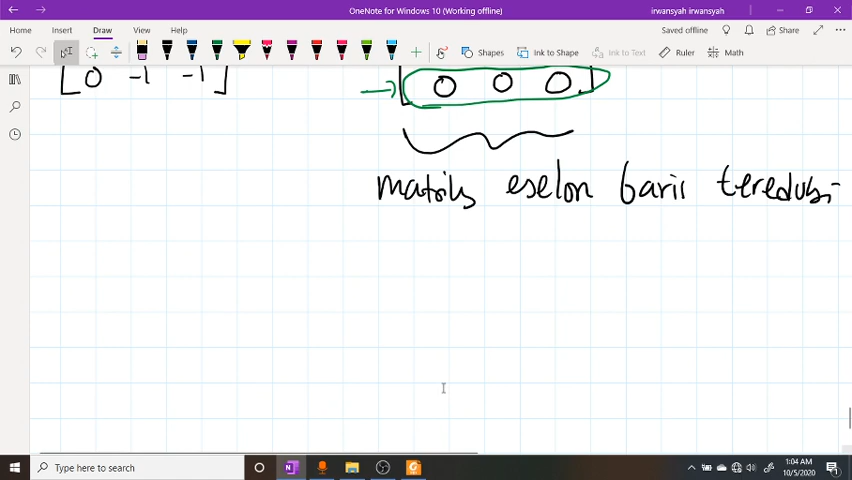 OneNote for Windows 10 (Working offline)
irwansyah irwansyah
Home Insert Draw View Help
Saved offline Share
Shapes Ink to Shape Ink to Text Ruler Math
[0 -1 -1]
[0 0 0]
matriks eselon baris tereduksi
Type here to search
1:04 AM
10/5/2020